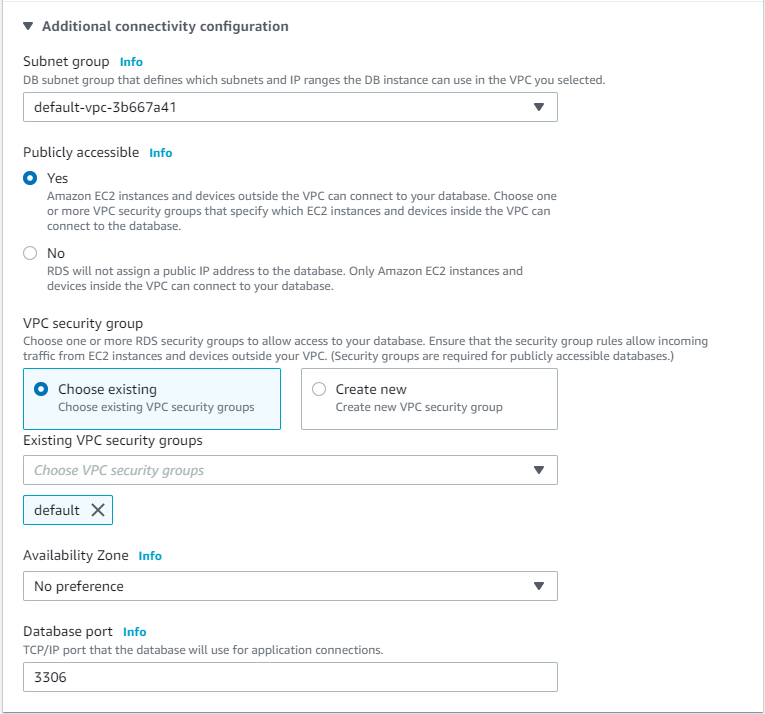 Additional connectivity configuration
Subnet group Info
DB subnet group that defines which subnets and IP ranges the DB instance can use in the VPC you selected.
default-vpc-3b667a41
Publicly accessible Info
Yes
Amazon EC2 instances and devices outside the VPC can connect to your database. Choose one
or more VPC security groups that specify which EC2 instances and devices inside the VPC can
connect to the database.
No
RDS will not assign a public IP address to the database. Only Amazon EC2 instances and
devices inside the VPC can connect to your database.
VPC security group
Choose one or more RDS security groups to allow access to your database. Ensure that the security group rules allow incoming
traffic from EC2 instances and devices outside your VPC. (Security groups are required for publicly accessible databases.)
Choose existing
Choose existing VPC security groups
Create new
Create new VPC security group
Existing VPC security groups
Choose VPC security groups
default
Availability Zone Info
No preference
Database port Info
TCP/IP port that the database will use for application connections.
3306